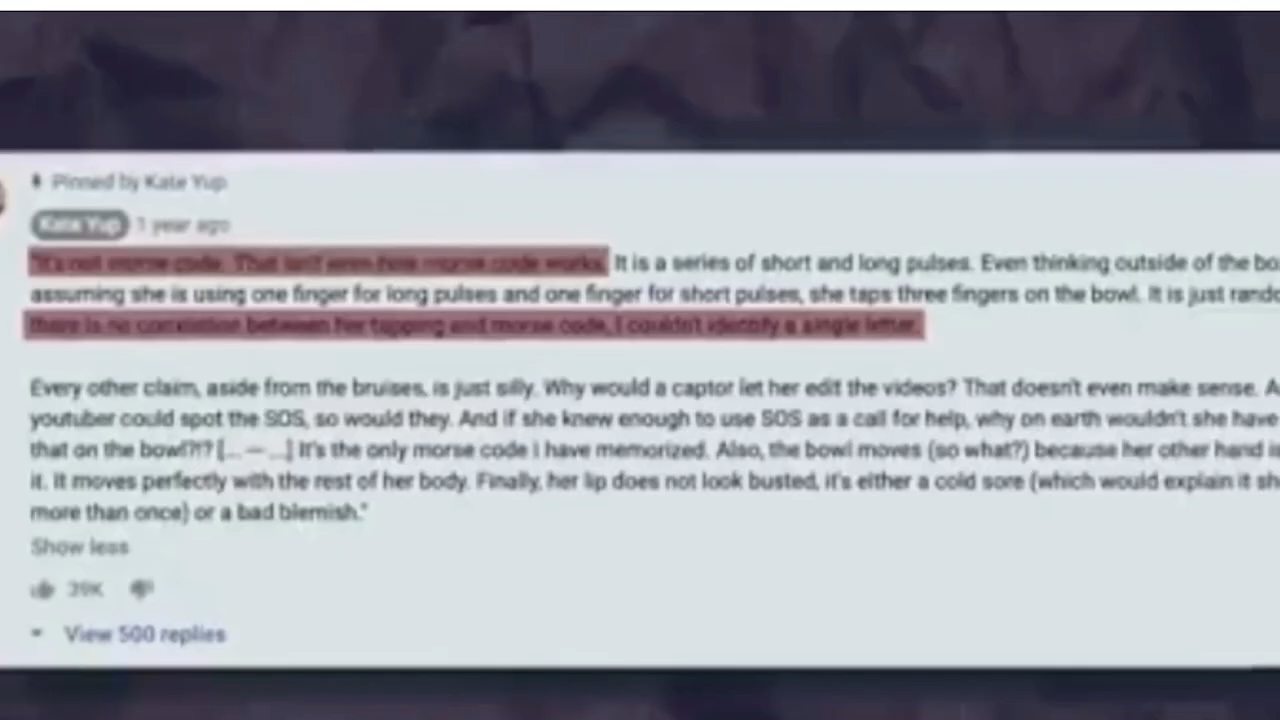 Pinned by Kate Yup
Kate Yup 1 year ago
"It's not morse code. That isn't even how morse code works. It is a series of short and long pulses. Even thinking outside of the bo
assuming she is using one finger for long pulses and one finger for short pulses, she taps three fingers on the bowl. It is just rando
there is no correlation between her tapping and morse code, I couldn't identify a single letter.
Every other claim, aside from the bruises, is just silly. Why would a captor let her edit the videos? That doesn't even make sense. A
youtuber could spot the SOS, so would they. And if she knew enough to use SOS as a call for help, why on earth wouldn't she have
that on the bowl?!? [... — ...] It's the only morse code I have memorized. Also, the bowl moves (so what?) because her other hand is
it. It moves perfectly with the rest of her body. Finally, her lip does not look busted, it's either a cold sore (which would explain it sh
more than once) or a bad blemish."
Show less
39K
View 500 replies